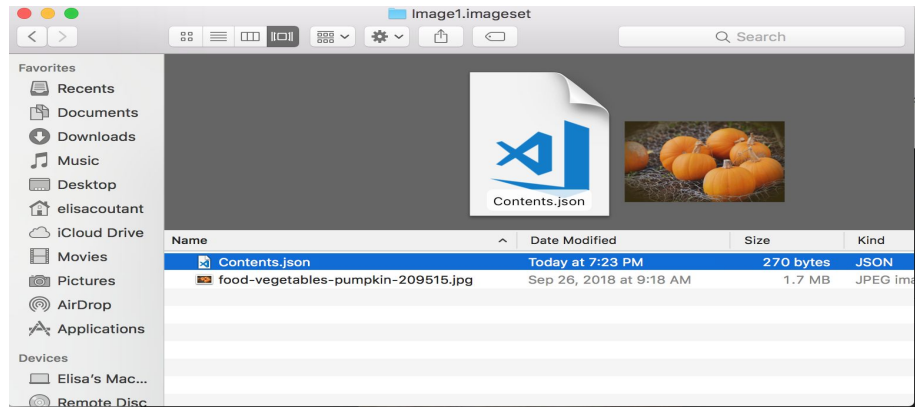 Image1.imageset
Search
Favorites
Recents
Documents
Downloads
Music
Desktop
elisacoutant
iCloud Drive
Movies
Pictures
AirDrop
Applications
Devices
Elisa's Mac...
Remote Disc
Contents.json
Name Date Modified Size Kind
Contents.json Today at 7:23 PM 270 bytes JSON
food-vegetables-pumpkin-209515.jpg Sep 26, 2018 at 9:18 AM 1.7 MB JPEG ima